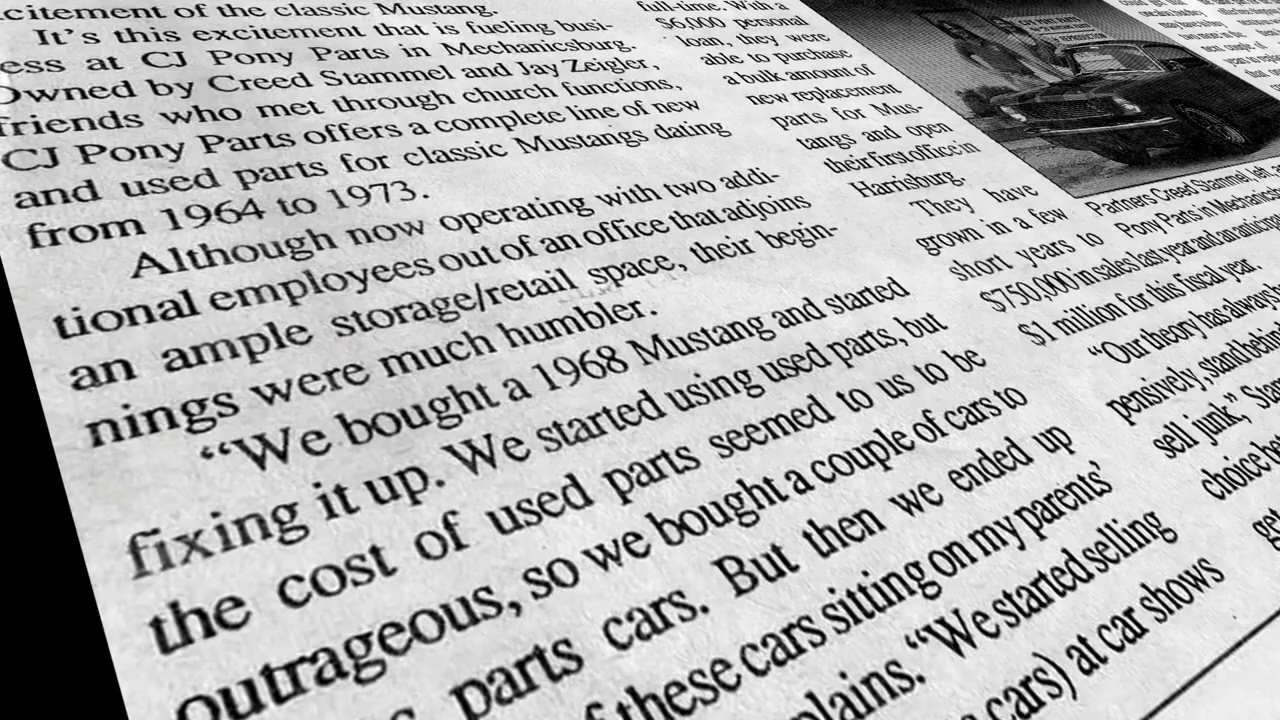 citement of the classic Mustang.
It's this excitement that is fueling busi-
ess at CJ Pony Parts in Mechanicsburg.
Owned by Creed Stammel and Jay Zeigler,
friends who met through church functions,
CJ Pony Parts offers a complete line of new
and used parts for classic Mustangs dating
from 1964 to 1973.
Although now operating with two addi-
tional employees out of an office that adjoins
an ample storage/retail space, their begin-
nings were much humbler.
“We bought a 1968 Mustang and started
fixing it up. We started using used parts, but
the cost of used parts seemed to us to be
outrageous, so we bought a couple of cars to
parts cars. But then we ended up
f these cars sitting on my parents’
plains. “We started selling
cars) at car shows
full-time. With a
$6,000 personal
loan, they were
able to purchase
a bulk amount of
new replacement
parts for Mus-
tangs and open
their first office in
Harrisburg.
They have
grown in a few
short years to
$750,000 in sales last year and an
$1 million for this fiscal year.
“Our theory has always b
pensively, stand behin
sell junk,” Sta
choice be
get
Partners Creed Stammel, left, a
Pony Parts in Mechanics